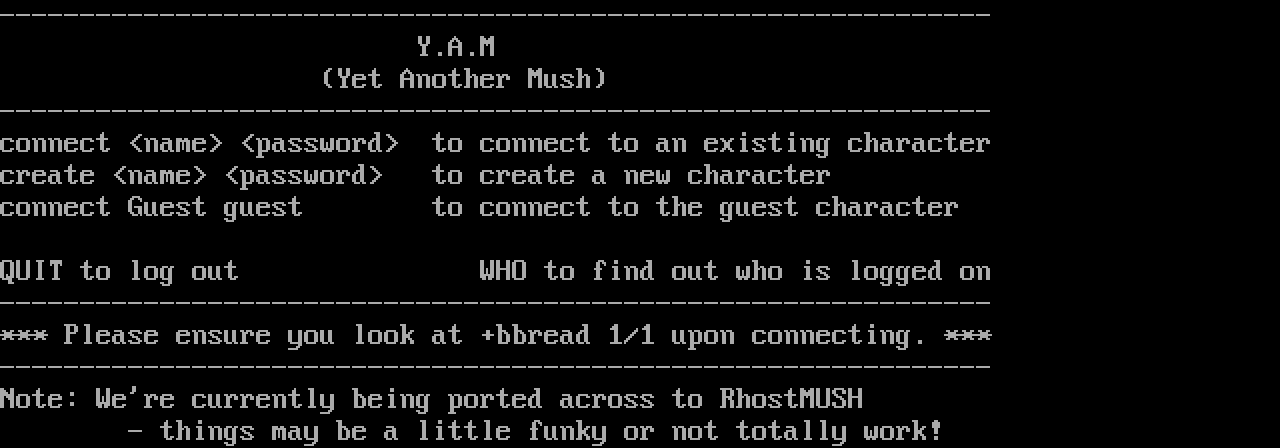 Y.A.M
(Yet Another Mush)
connect <name> <password>  to connect to an existing character
create <name> <password>   to create a new character
connect Guest guest        to connect to the guest character
QUIT to log out               WHO to find out who is logged on
*** Please ensure you look at +bbread 1/1 upon connecting. ***
Note: We're currently being ported across to RhostMUSH
        - things may be a little funky or not totally work!